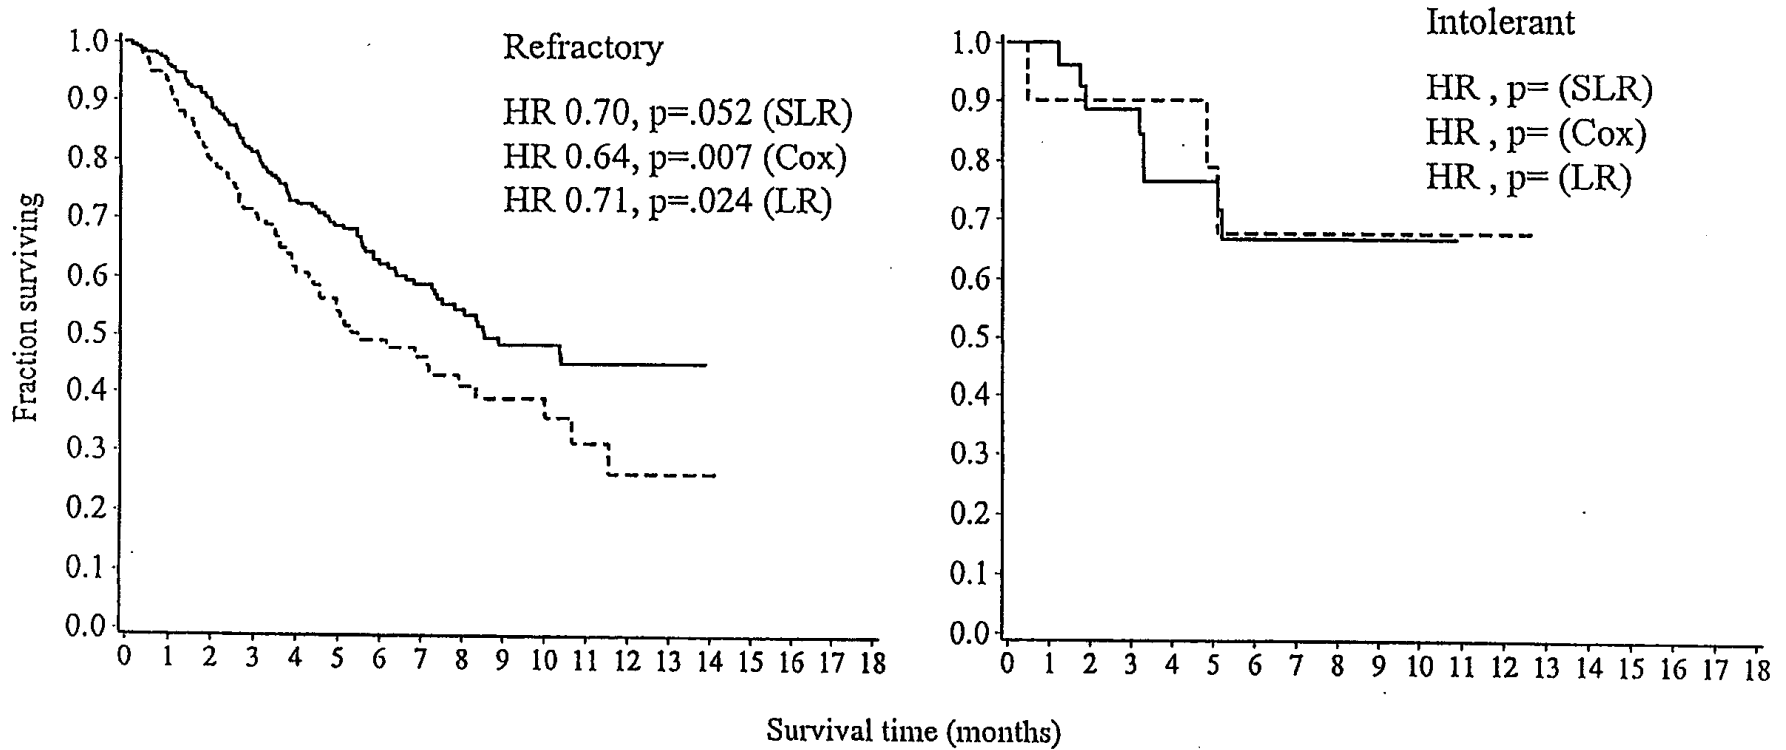 Refractory
HR 0.70, p=.052 (SLR)
HR 0.64, p=.007 (Cox)
HR 0.71, p=.024 (LR)
Fraction surviving
1.0
0.9
0.8
0.7
0.6
0.5
0.4
0.3
0.2
0.1
0.0
0 1 2 3 4 5 6 7 8 9 10 11 12 13 14 15 16 17 18
Intolerant
HR , p= (SLR)
HR , p= (Cox)
HR , p= (LR)
1.0
0.9
0.8
0.7
0.6
0.5
0.4
0.3
0.2
0.1
0.0
0 1 2 3 4 5 6 7 8 9 10 11 12 13 14 15 16 17 18
Survival time (months)